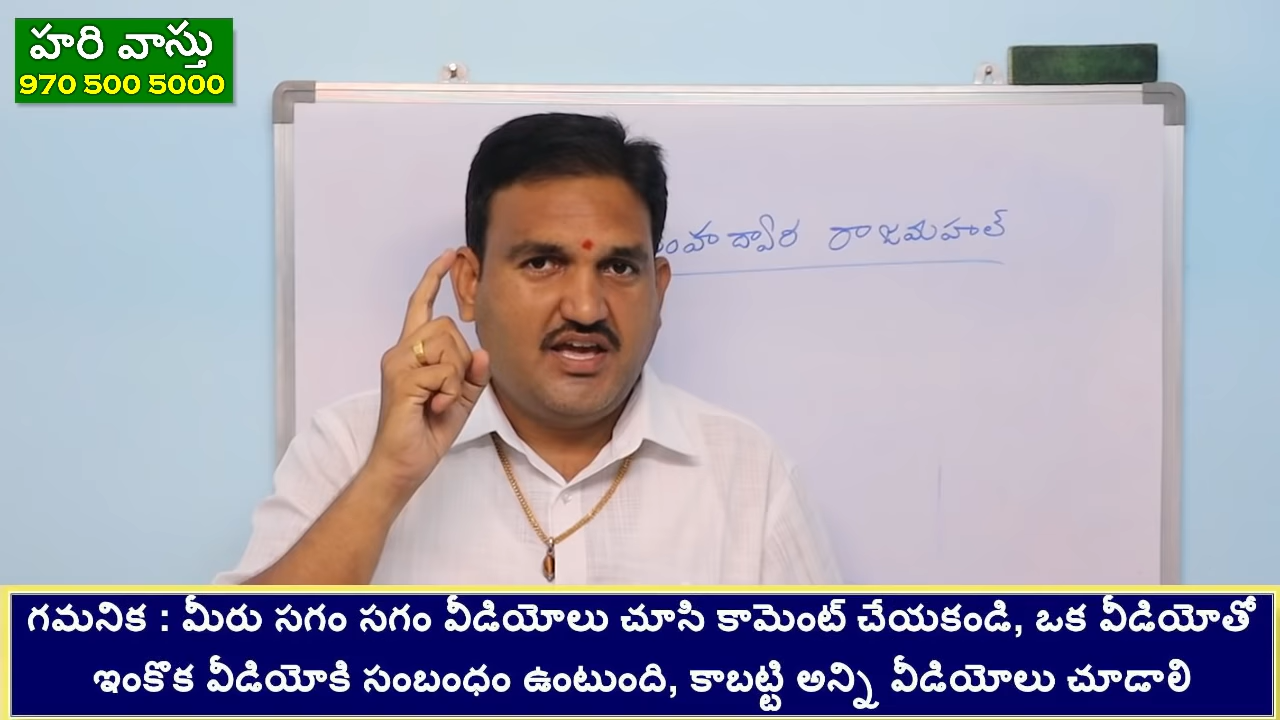 హరి వాస్తు
970 500 5000
రాజమహల్
గమనిక : మీరు సగం సగం వీడియోలు చూసి కామెంట్ చేయకండి, ఒక వీడియోతో
ఇంకొక వీడియోకి సంబంధం ఉంటుంది, కాబట్టి అన్ని వీడియోలు చూడాలి